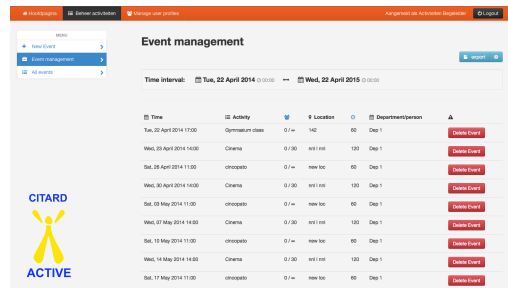 Hoofdpagina Beheer activiteiten Manage user profiles Aangemeld als Activiteiten Begeleider Logout
MENU
New Event
Event management
All events
Event management
export
Time interval: Tue, 22 April 2014 00:00 ↔ Wed, 22 April 2015 00:00
Time Activity Location Department/person
Tue, 22 April 2014 17:00 Gymnasium class 0 / ∞ 142 60 Dep 1 Delete Event
Wed, 23 April 2014 14:00 Cinema 0 / 30 nnl l nnl 120 Dep 1 Delete Event
Sat, 26 April 2014 11:00 cincopato 0 / ∞ new loc 60 Dep 1 Delete Event
Wed, 30 April 2014 14:00 Cinema 0 / 30 nnl l nnl 120 Dep 1 Delete Event
Sat, 03 May 2014 11:00 cincopato 0 / ∞ new loc 60 Dep 1 Delete Event
Wed, 07 May 2014 14:00 Cinema 0 / 30 nnl l nnl 120 Dep 1 Delete Event
Sat, 10 May 2014 11:00 cincopato 0 / ∞ new loc 60 Dep 1 Delete Event
Wed, 14 May 2014 14:00 Cinema 0 / 30 nnl l nnl 120 Dep 1 Delete Event
Sat, 17 May 2014 11:00 cincopato 0 / ∞ new loc 60 Dep 1 Delete Event
CITARD
ACTIVE